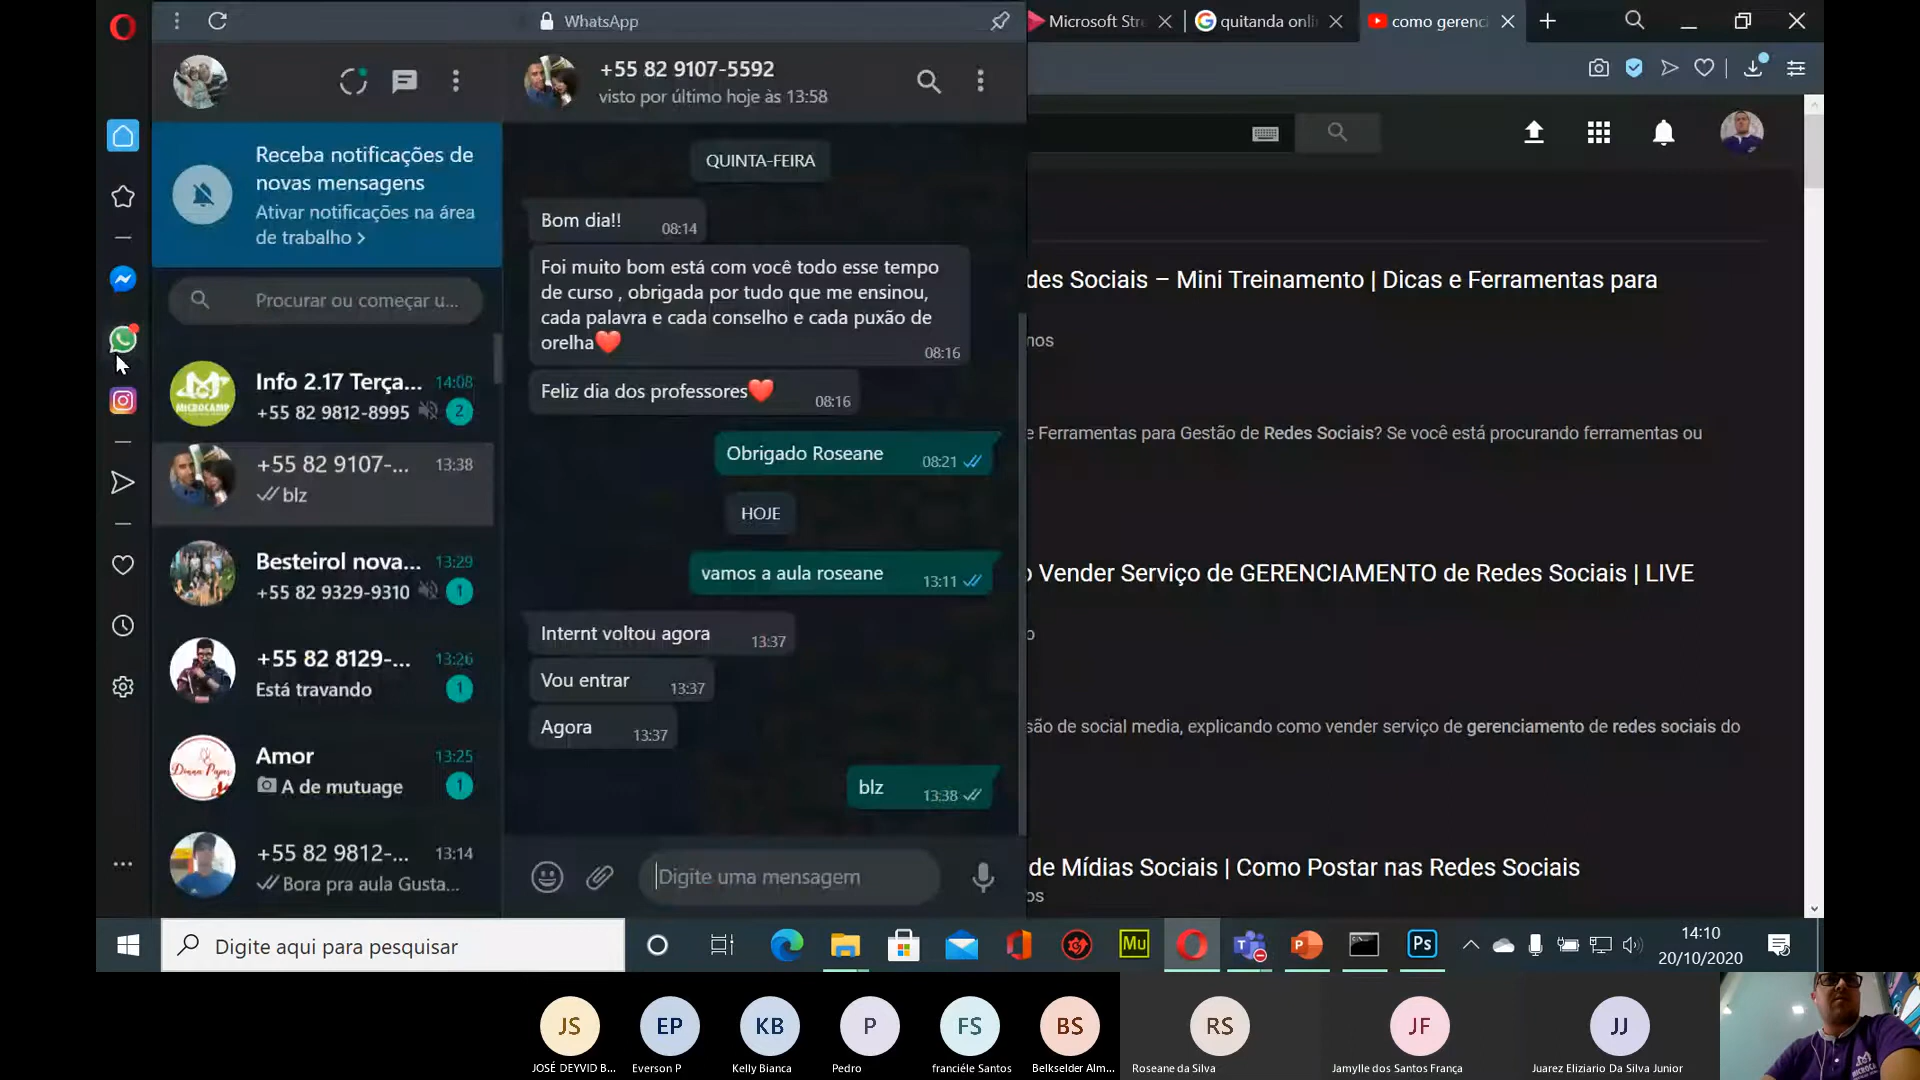 WhatsApp
Microsoft Str
quitanda onli
como gerenc
+55 82 9107-5592
visto por último hoje às 13:58
Receba notificações de
novas mensagens
Ativar notificações na área
de trabalho >
Procurar ou começar u...
Info 2.17 Terça... 14:08
+55 82 9812-8995 2
MICROCAMP
+55 82 9107-... 13:38
blz
Besteirol nova... 13:29
+55 82 9329-9310 1
+55 82 8129-... 13:26
Está travando 1
Amor 13:25
A de mutuage 1
+55 82 9812-... 13:14
Bora pra aula Gusta...
QUINTA-FEIRA
Bom dia!! 08:14
Foi muito bom está com você todo esse tempo
de curso , obrigada por tudo que me ensinou,
cada palavra e cada conselho e cada puxão de
orelha❤️ 08:16
Feliz dia dos professores❤️ 08:16
Obrigado Roseane 08:21
HOJE
vamos a aula roseane 13:11
Internt voltou agora 13:37
Vou entrar 13:37
Agora 13:37
blz 13:38
Digite uma mensagem
des Sociais – Mini Treinamento | Dicas e Ferramentas para
nos
e Ferramentas para Gestão de Redes Sociais? Se você está procurando ferramentas ou
o Vender Serviço de GERENCIAMENTO de Redes Sociais | LIVE
o
são de social media, explicando como vender serviço de gerenciamento de redes sociais do
de Mídias Sociais | Como Postar nas Redes Sociais
os
Digite aqui para pesquisar
Mu
Ps
14:10
20/10/2020
JS
EP
KB
P
FS
BS
RS
JF
JJ
JOSÉ DEYVID B...
Everson P
Kelly Bianca
Pedro
franciéle Santos
Belkselder Alm...
Roseane da Silva
Jamylle dos Santos França
Juarez Eliziario Da Silva Junior